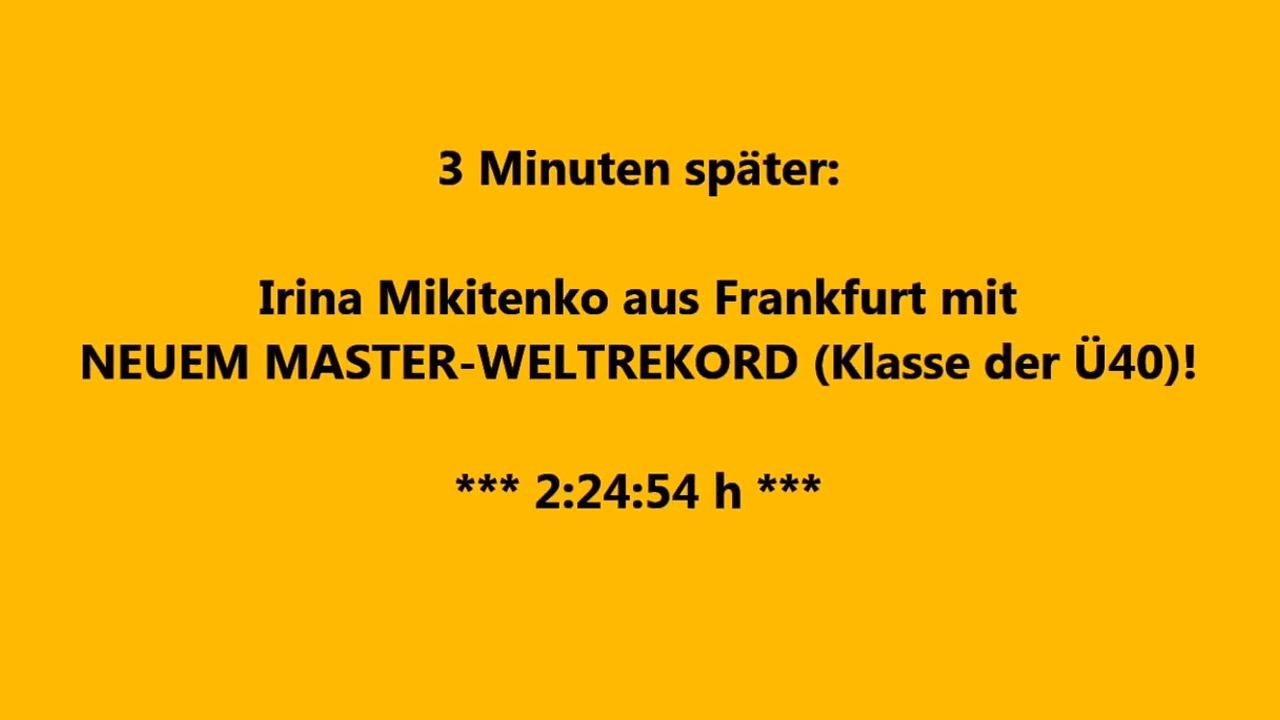 3 Minuten später:
Irina Mikitenko aus Frankfurt mit
NEUEM MASTER-WELTREKORD (Klasse der Ü40)!
*** 2:24:54 h ***